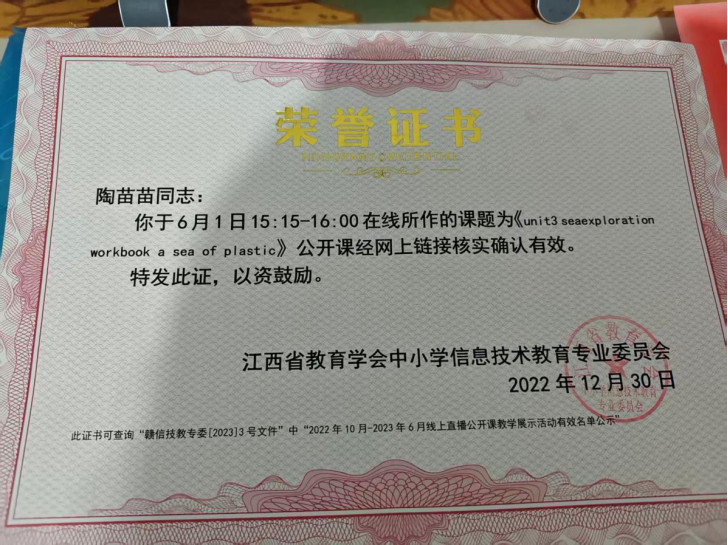 荣誉证书
HONORARY CREDENTIAL
陶苗苗同志：
你于6月1日15:15-16:00在线所作的课题为《unit3 seaexploration
workbook a sea of plastic》公开课经网上链接核实确认有效。
特发此证，以资鼓励。
江西省教育学会中小学信息技术教育专业委员会
2022年12月30日
此证书可查询“赣信技教专委[2023]3号文件”中“2022年10月-2023年6月线上直播公开课教学展示活动有效名单公示”